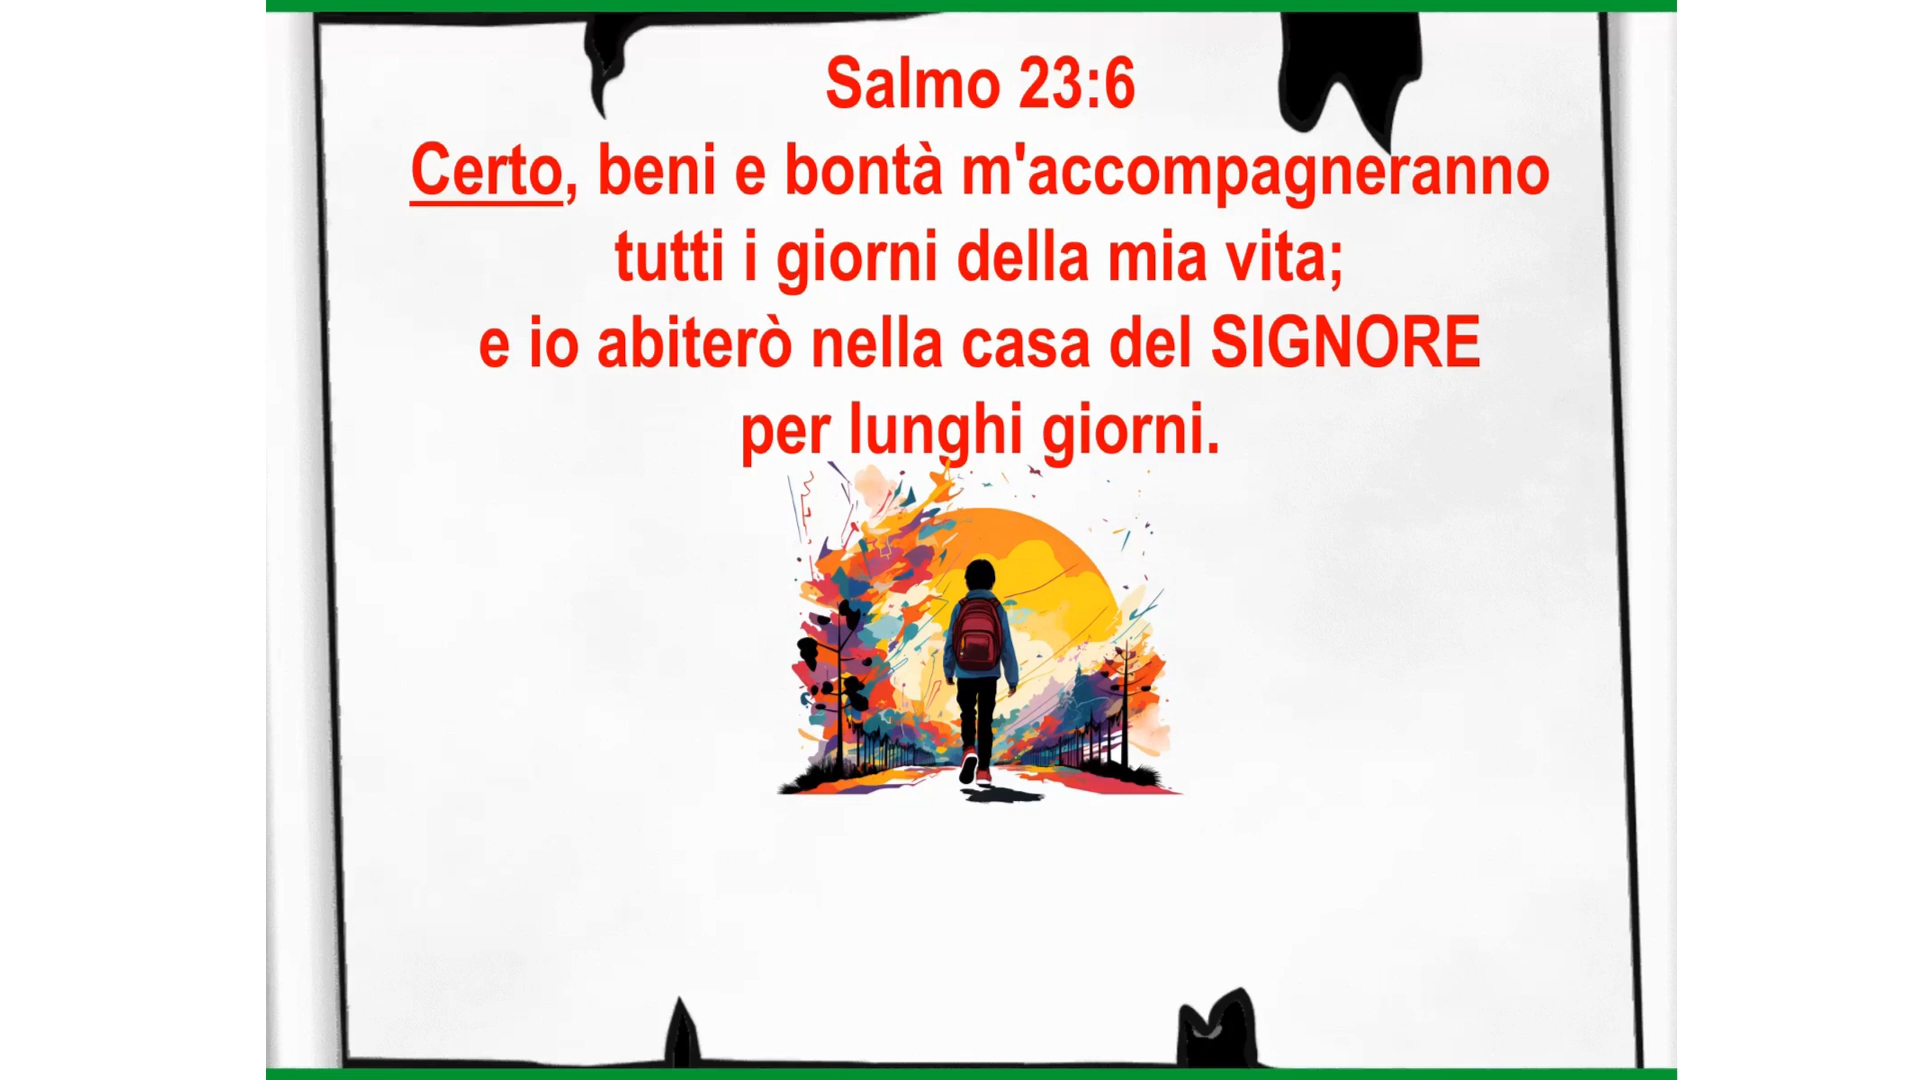 Salmo 23:6
Certo, beni e bontà m'accompagneranno
tutti i giorni della mia vita;
e io abiterò nella casa del SIGNORE
per lunghi giorni.